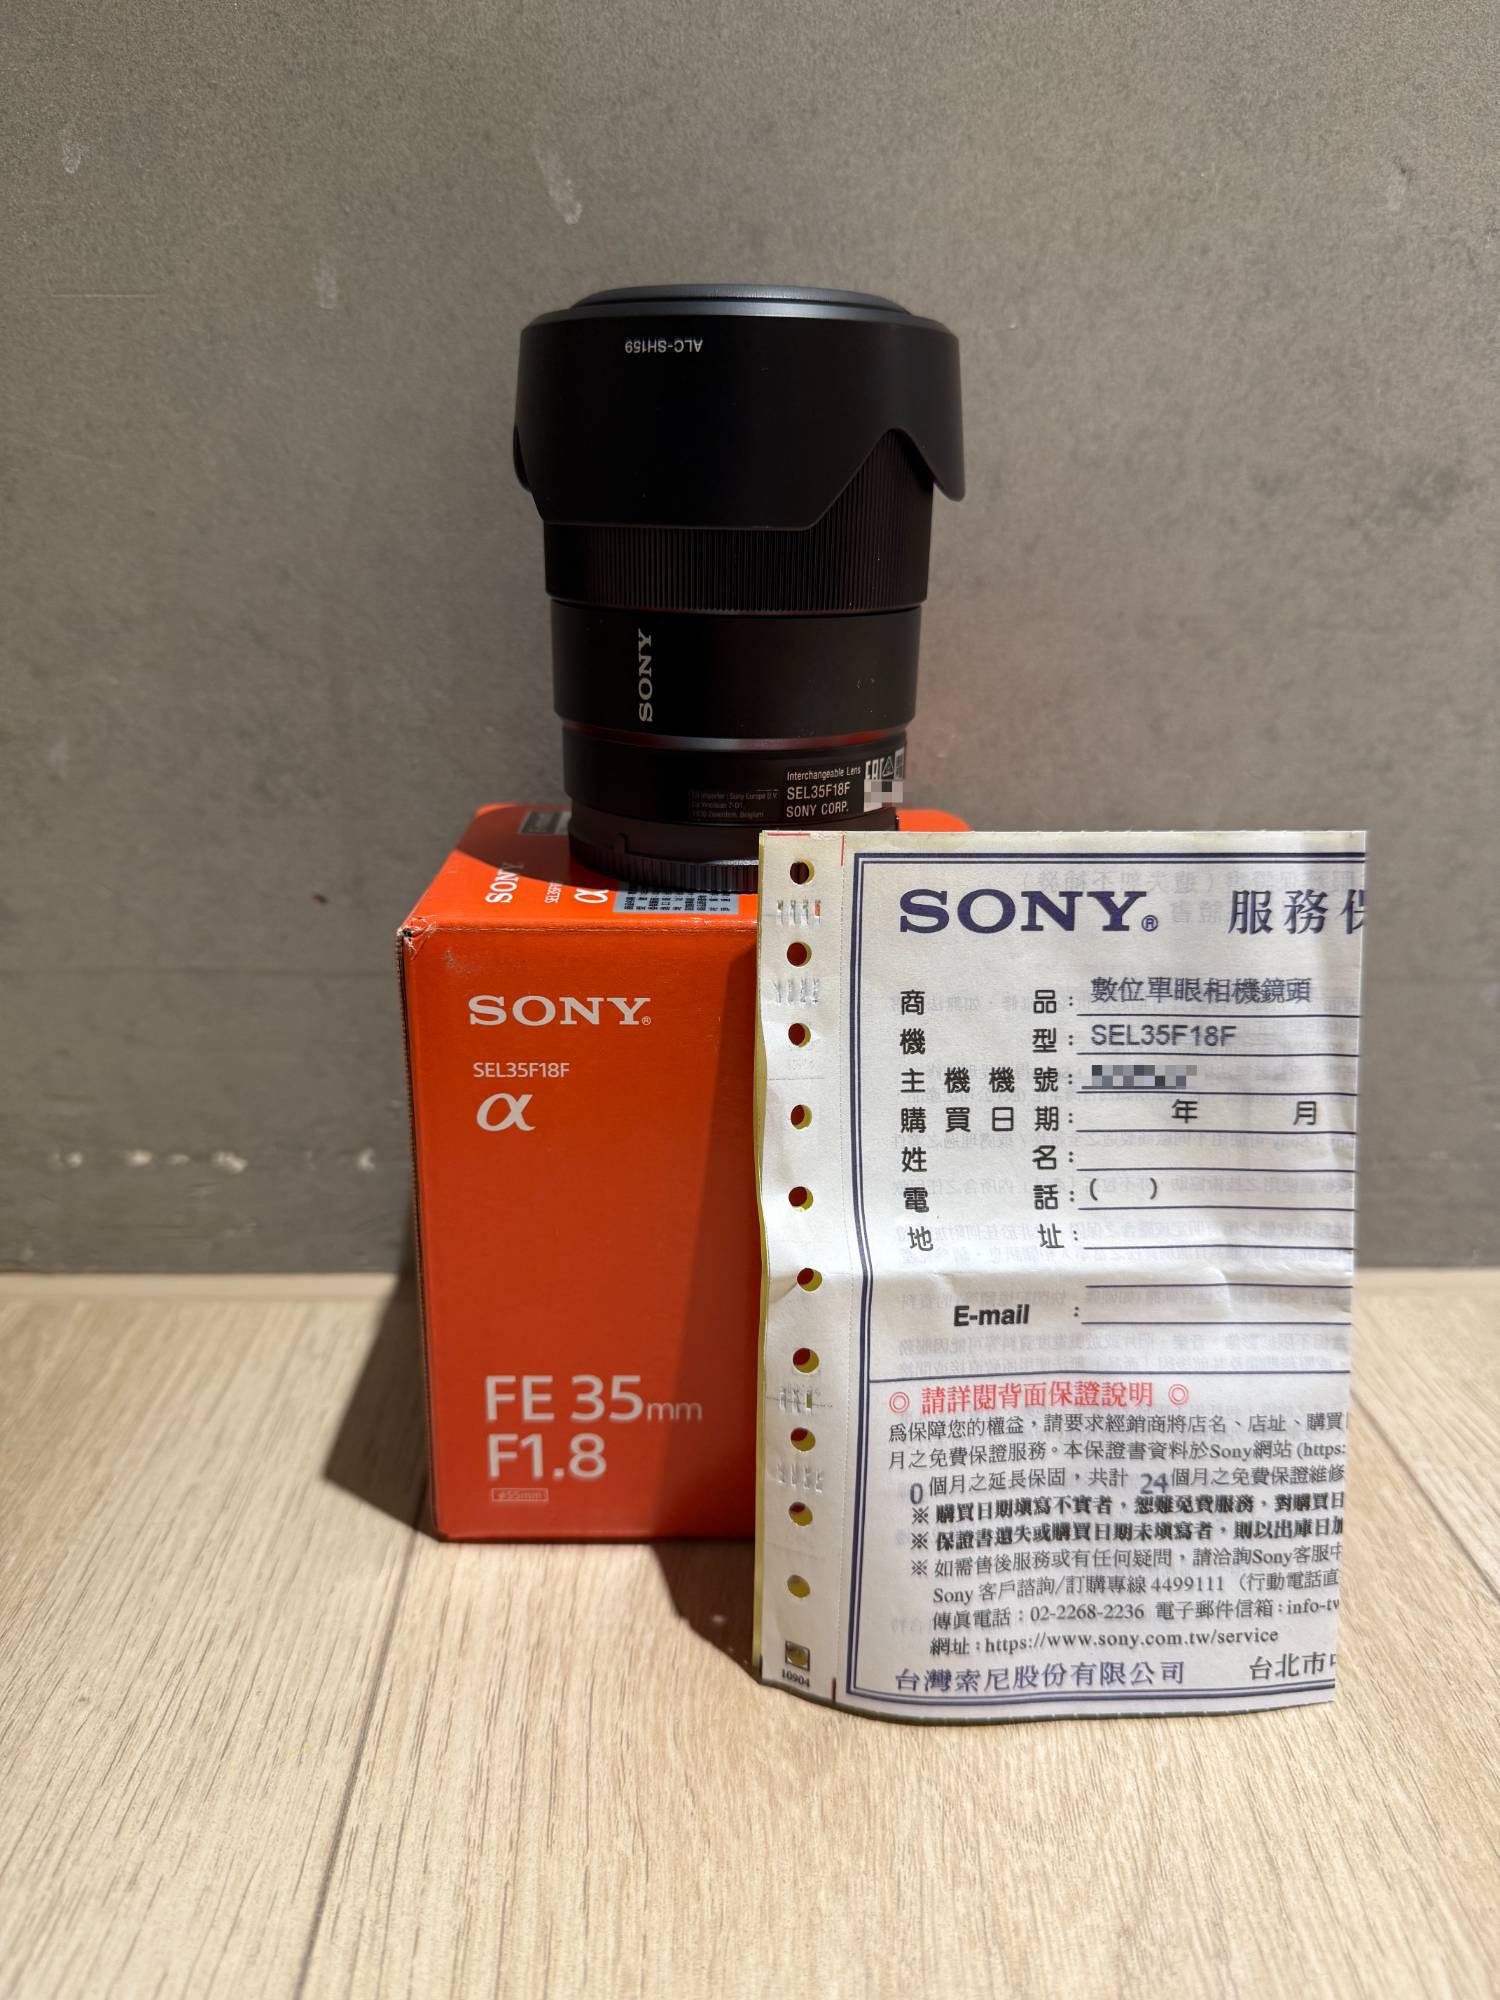 ALC-SH159
SONY
Interchangeable Lens
SEL35F18F
SONY CORP.
SONY
SONY®
SEL35F18F
α
FE 35mm
F1.8
φ55mm
SONY® 服務
商品：數位單眼相機鏡頭
機型：SEL35F18F
主機機號：
購買日期： 年 月
姓名：
電話：( )
地址：
E-mail :
◎ 請詳閱背面保證說明 ◎
為保障您的權益，請要求經銷商將店名、店址、購買
月之免費保證服務。本保證書資料於Sony網站 (https:
0 個月之延長保固，共計 24 個月之免費保證維修
※ 購買日期填寫不實者，恕難免費服務，對購買日
※ 保證書遺失或購買日期未填寫者，則以出庫日加
※ 如需售後服務或有任何疑問，請洽詢Sony客服中
Sony 客戶諮詢/訂購專線 4499111 （行動電話直
傳真電話：02-2268-2236 電子郵件信箱：info-tw
網址：https://www.sony.com.tw/service
台灣索尼股份有限公司 台北市
10904